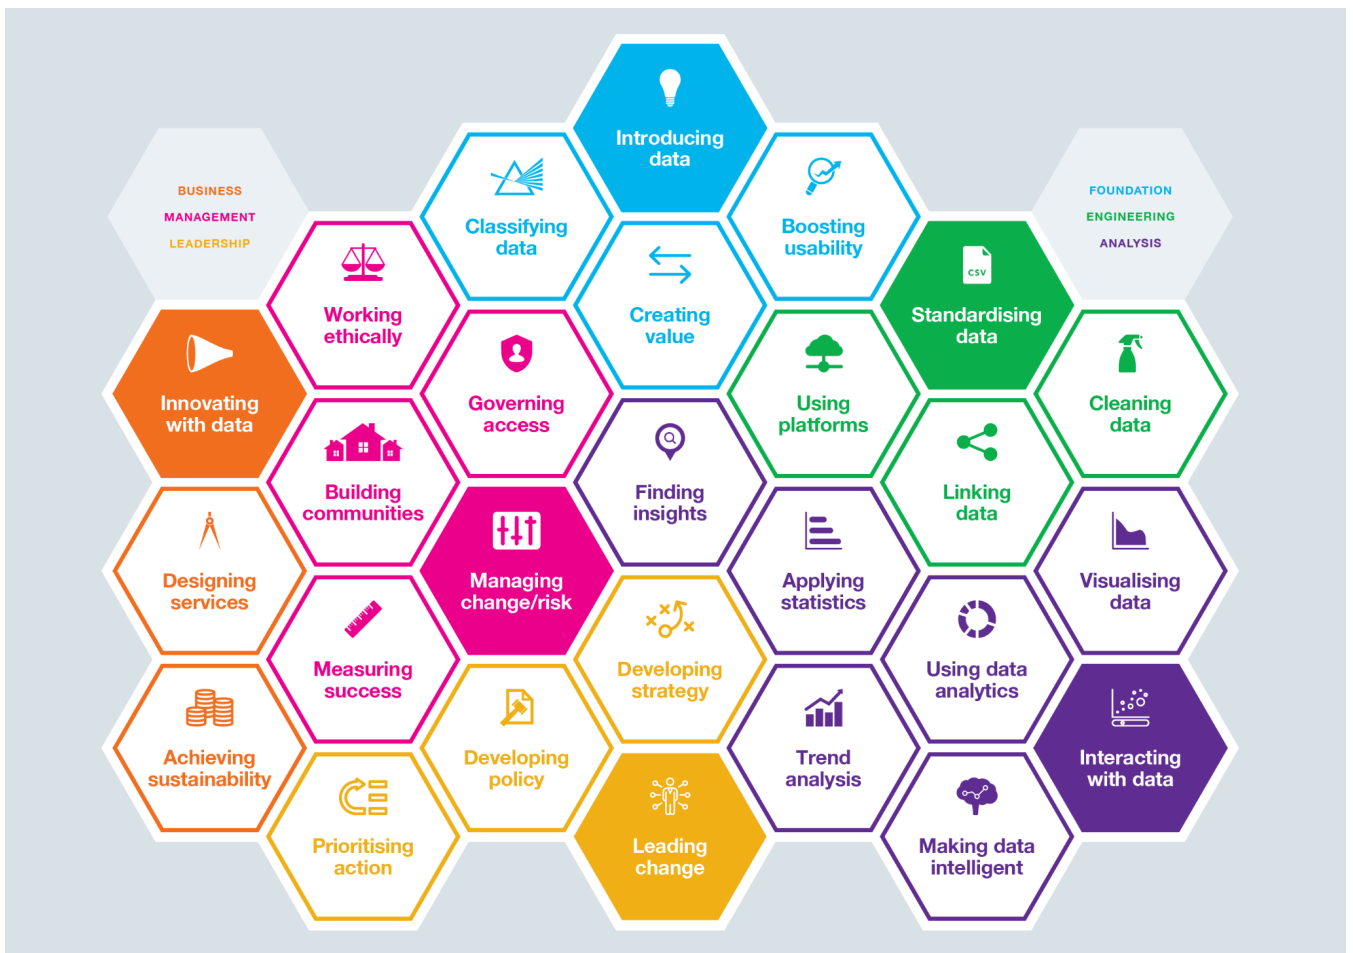 Introducing
data
BUSINESS
MANAGEMENT
LEADERSHIP
Classifying
data
Boosting
usability
FOUNDATION
ENGINEERING
ANALYSIS
Working
ethically
Creating
value
CSV
Standardising
data
Innovating
with data
Governing
access
Using
platforms
Cleaning
data
Building
communities
Finding
insights
Linking
data
Designing
services
Managing
change/risk
Applying
statistics
Visualising
data
Measuring
success
Developing
strategy
Using data
analytics
Achieving
sustainability
Developing
policy
Trend
analysis
Interacting
with data
Prioritising
action
Leading
change
Making data
intelligent